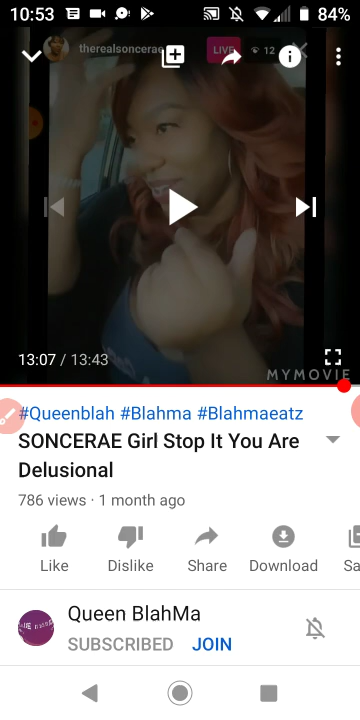 10:53
84%
therealsoncerae
LIVE
12
13:07 / 13:43
MYMOVIE
#Queenblah #Blahma #Blahmaeatz
SONCERAE Girl Stop It You Are
Delusional
786 views · 1 month ago
Like
Dislike
Share
Download
Sa
Queen BlahMa
SUBSCRIBED
JOIN